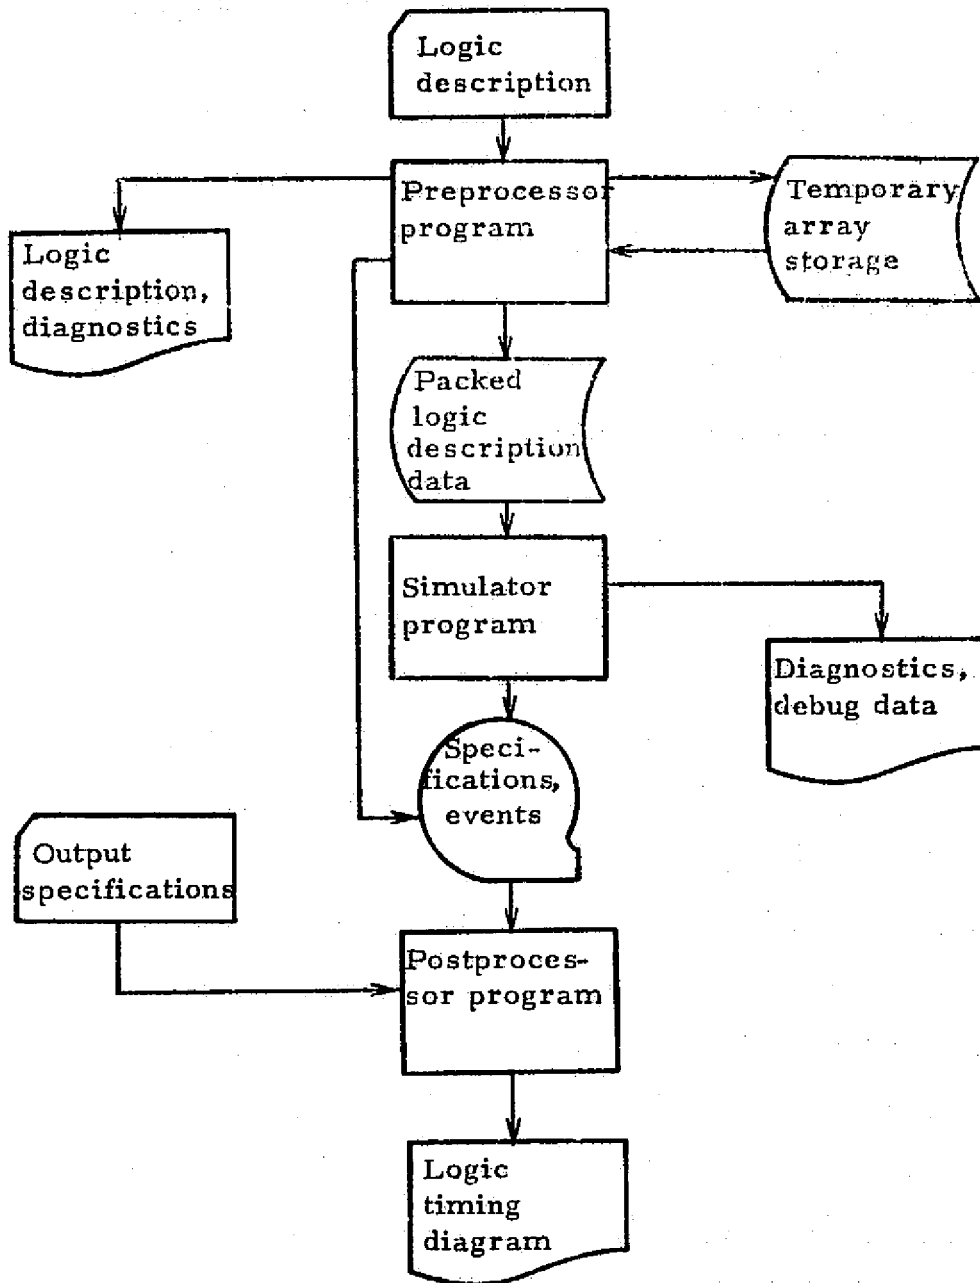 Logic
description
Preprocessor
program
Temporary
array
storage
Logic
description,
diagnostics
Packed
logic
description
data
Simulator
program
Diagnostics,
debug data
Speci-
fications,
events
Output
specifications
Postproces-
sor program
Logic
timing
diagram